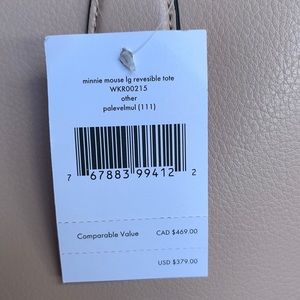 minnie mouse lg revesible tote
WKR00215
other
palevelmul (111)
7 67883 99412 2
Comparable Value CAD $469.00
USD $379.00